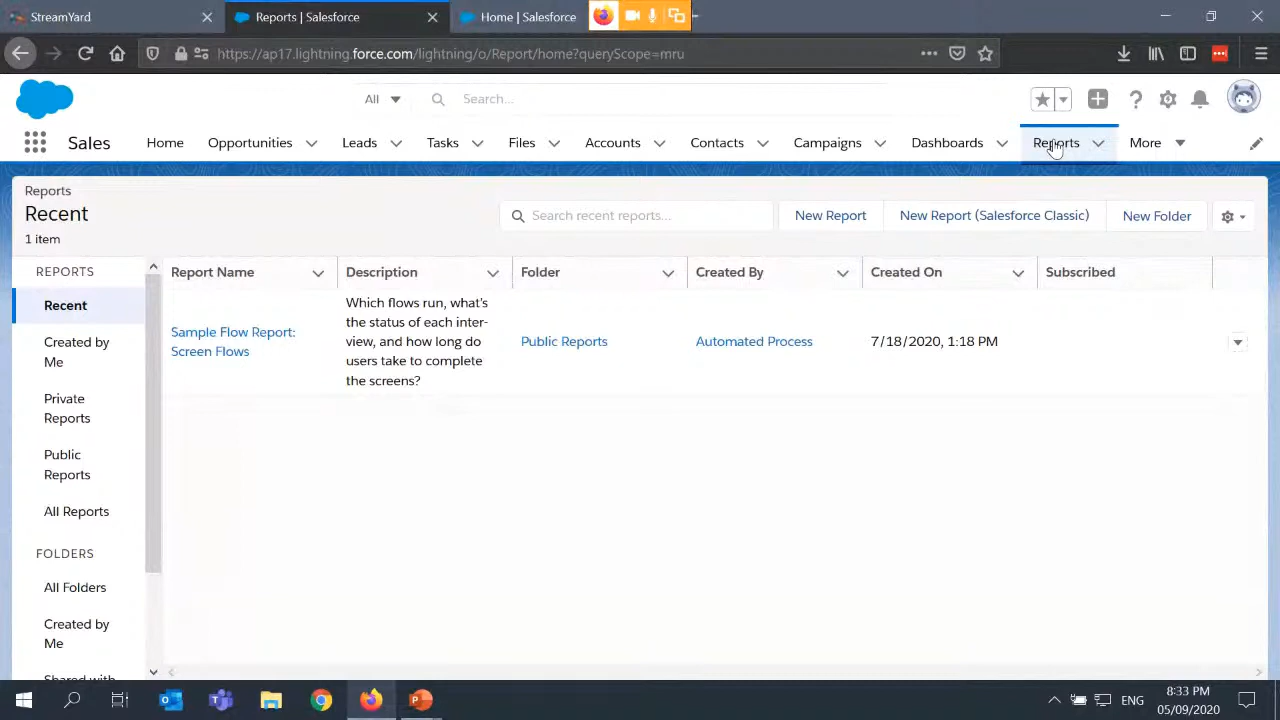 StreamYard
Reports | Salesforce
Home | Salesforce
https://ap17.lightning.force.com/lightning/o/Report/home?queryScope=mru
All
Search...
Sales
Home
Opportunities
Leads
Tasks
Files
Accounts
Contacts
Campaigns
Dashboards
Reports
More
Reports
Recent
1 item
Search recent reports...
New Report
New Report (Salesforce Classic)
New Folder
REPORTS
Recent
Created by
Me
Private
Reports
Public
Reports
All Reports
FOLDERS
All Folders
Created by
Me
Shared with
Report Name
Description
Folder
Created By
Created On
Subscribed
Sample Flow Report:
Screen Flows
Which flows run, what's
the status of each inter-
view, and how long do
users take to complete
the screens?
Public Reports
Automated Process
7/18/2020, 1:18 PM
ENG
8:33 PM
05/09/2020